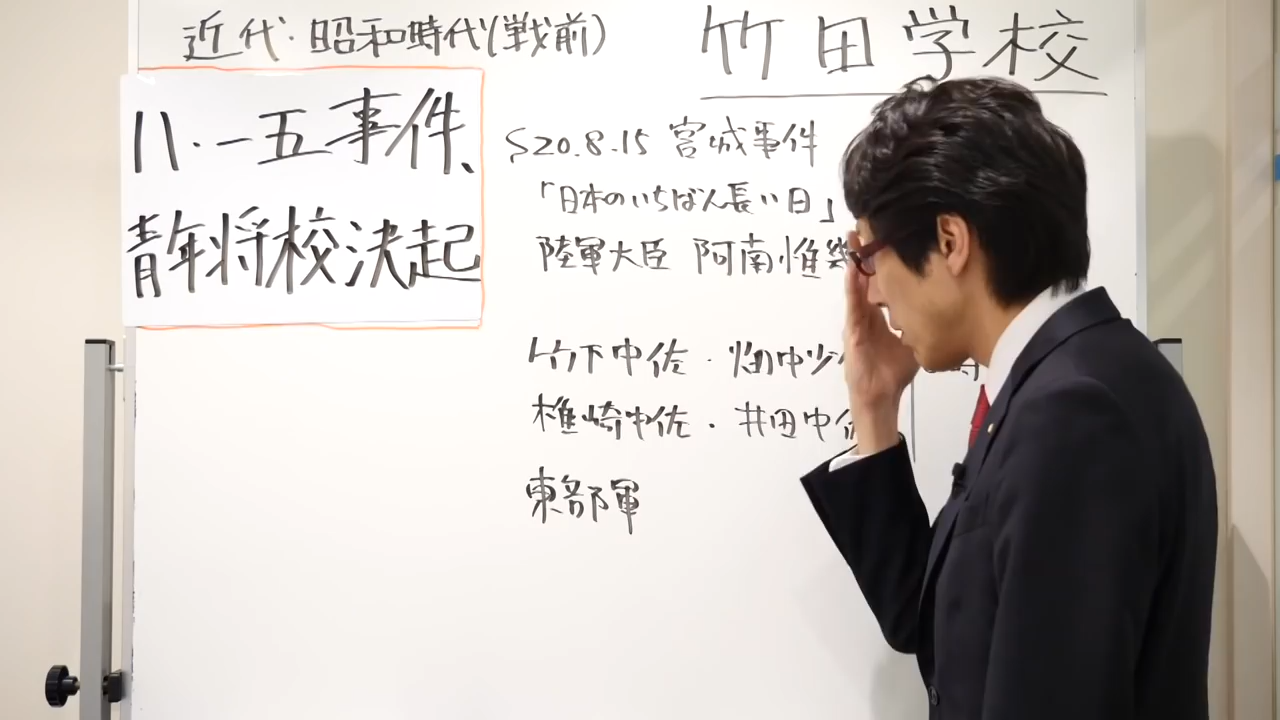 近代・昭和時代(戦前)
竹田学校
八・一五事件、
青年将校決起
S20.8.15 宮城事件
「日本のいちばん長い日」
陸軍大臣 阿南惟幾
竹下中佐・畑中少
椎崎中佐・井田中佐
東部軍